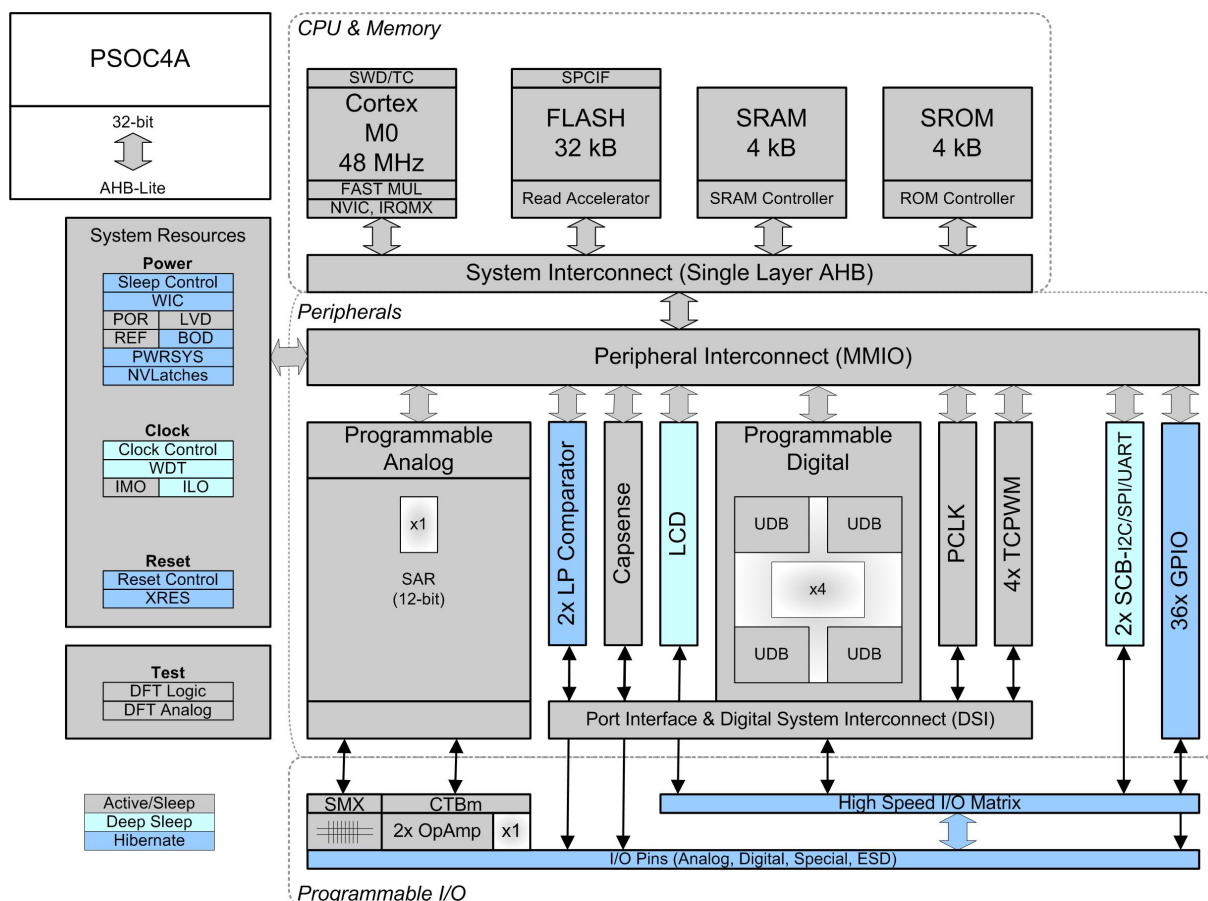 PSOC4A
32-bit
AHB-Lite
CPU & Memory
SWD/TC
Cortex
M0
48 MHz
FAST MUL
NVIC, IRQMX
SPCIF
FLASH
32 kB
Read Accelerator
SRAM
4 kB
SRAM Controller
SROM
4 kB
ROM Controller
System Interconnect (Single Layer AHB)
System Resources
Power
Sleep Control
WIC
POR LVD
REF BOD
PWRSYS
NVLatches
Clock
Clock Control
WDT
IMO ILO
Reset
Reset Control
XRES
Test
DFT Logic
DFT Analog
Peripherals
Peripheral Interconnect (MMIO)
Programmable
Analog
x1
SAR
(12-bit)
2x LP Comparator
Capsense
LCD
Programmable
Digital
UDB UDB
x4
UDB UDB
PCLK
4x TCPWM
2x SCB-I2C/SPI/UART
36x GPIO
Port Interface & Digital System Interconnect (DSI)
SMX CTBm
2x OpAmp x1
High Speed I/O Matrix
I/O Pins (Analog, Digital, Special, ESD)
Programmable I/O
Active/Sleep
Deep Sleep
Hibernate